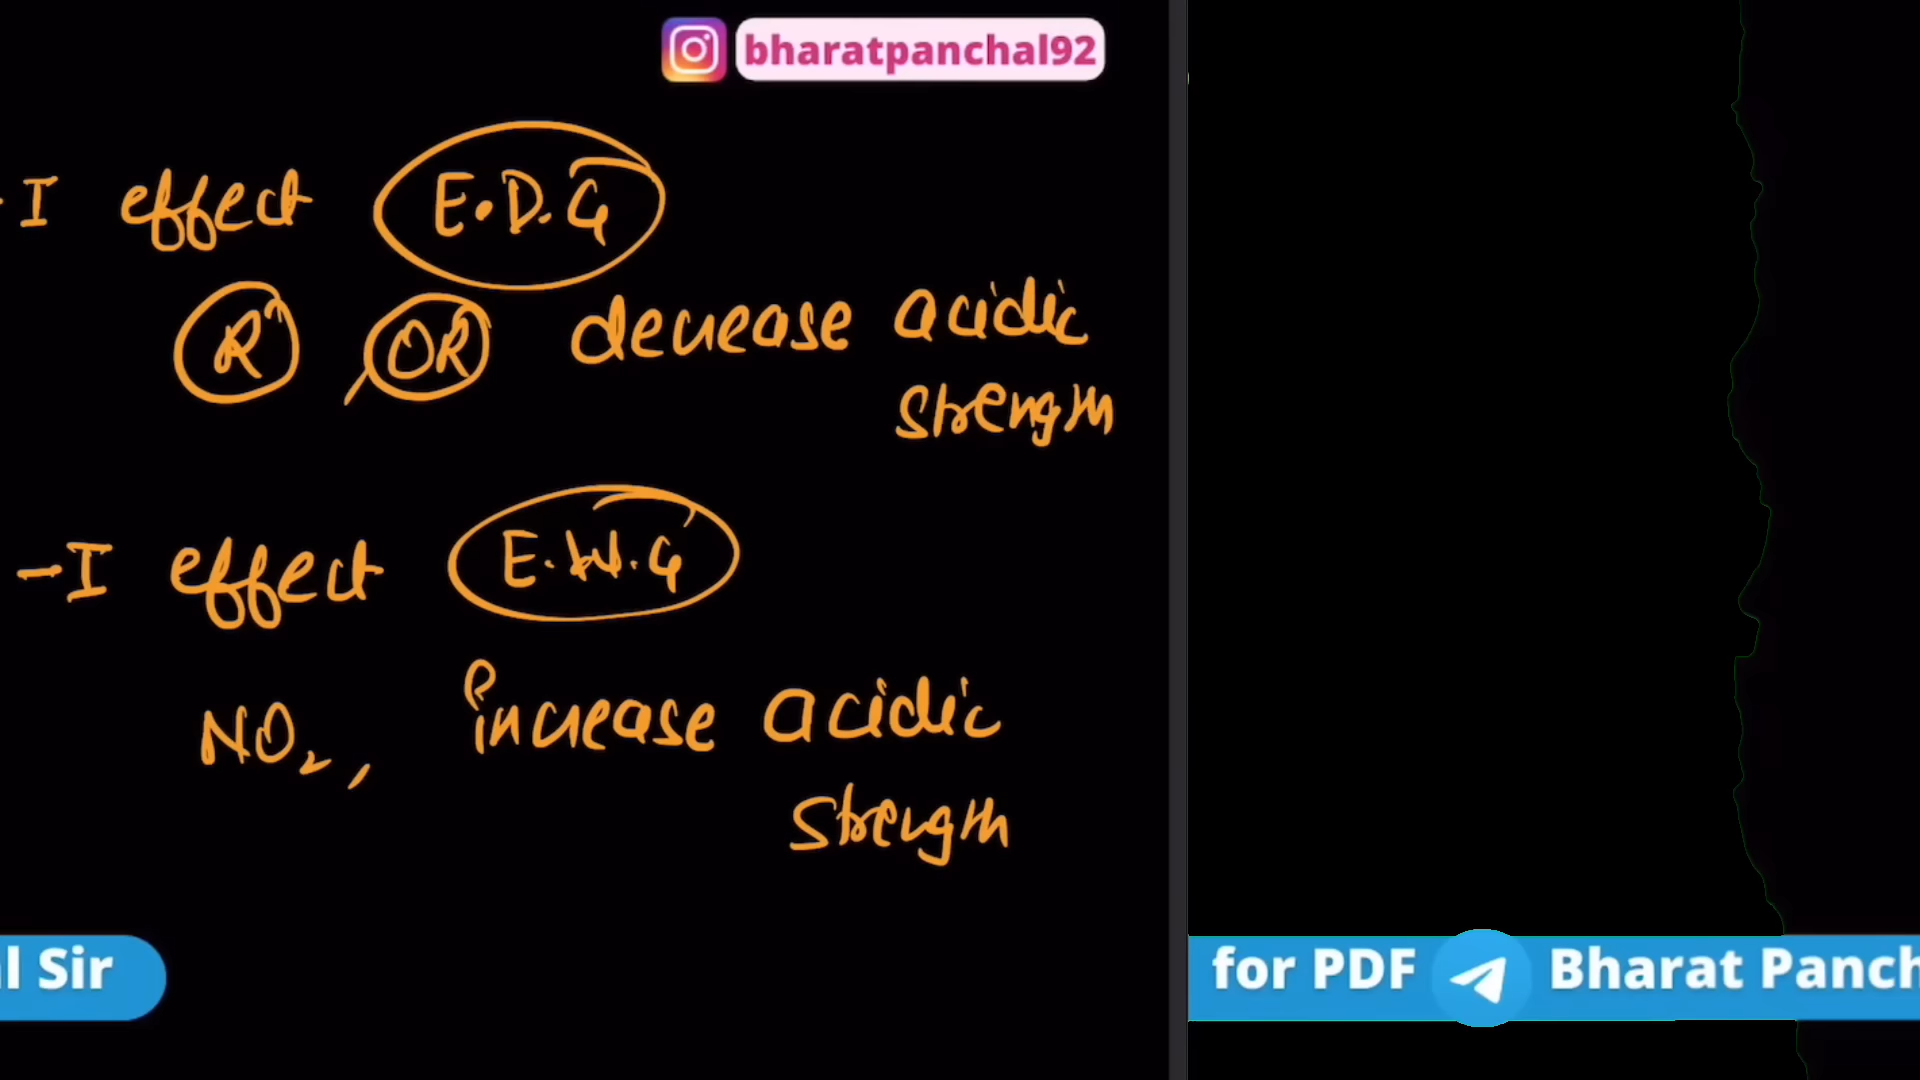 bharatpanchal92
-I effect E.D.G
R, OR decrease acidic
strength
-I effect E.W.G
NO₂, increase acidic
strength
l Sir
for PDF Bharat Panch